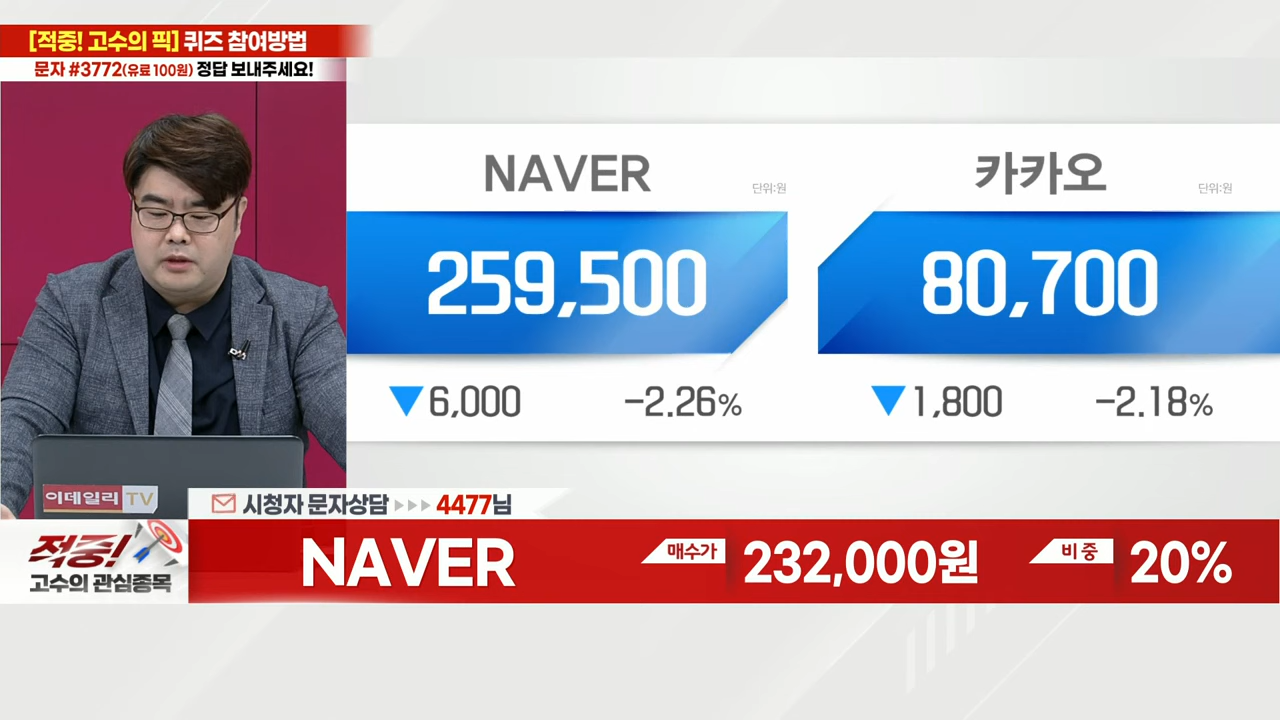 [적중! 고수의 픽] 퀴즈 참여방법
문자 #3772(유료 100원) 정답 보내주세요!
NAVER
단위:원
259,500
▼6,000 -2.26%
카카오
단위:원
80,700
▼1,800 -2.18%
이데일리TV
시청자 문자상담 ▶▶▶ 4477님
적중!
고수의 관심종목
NAVER
매수가 232,000원
비중 20%